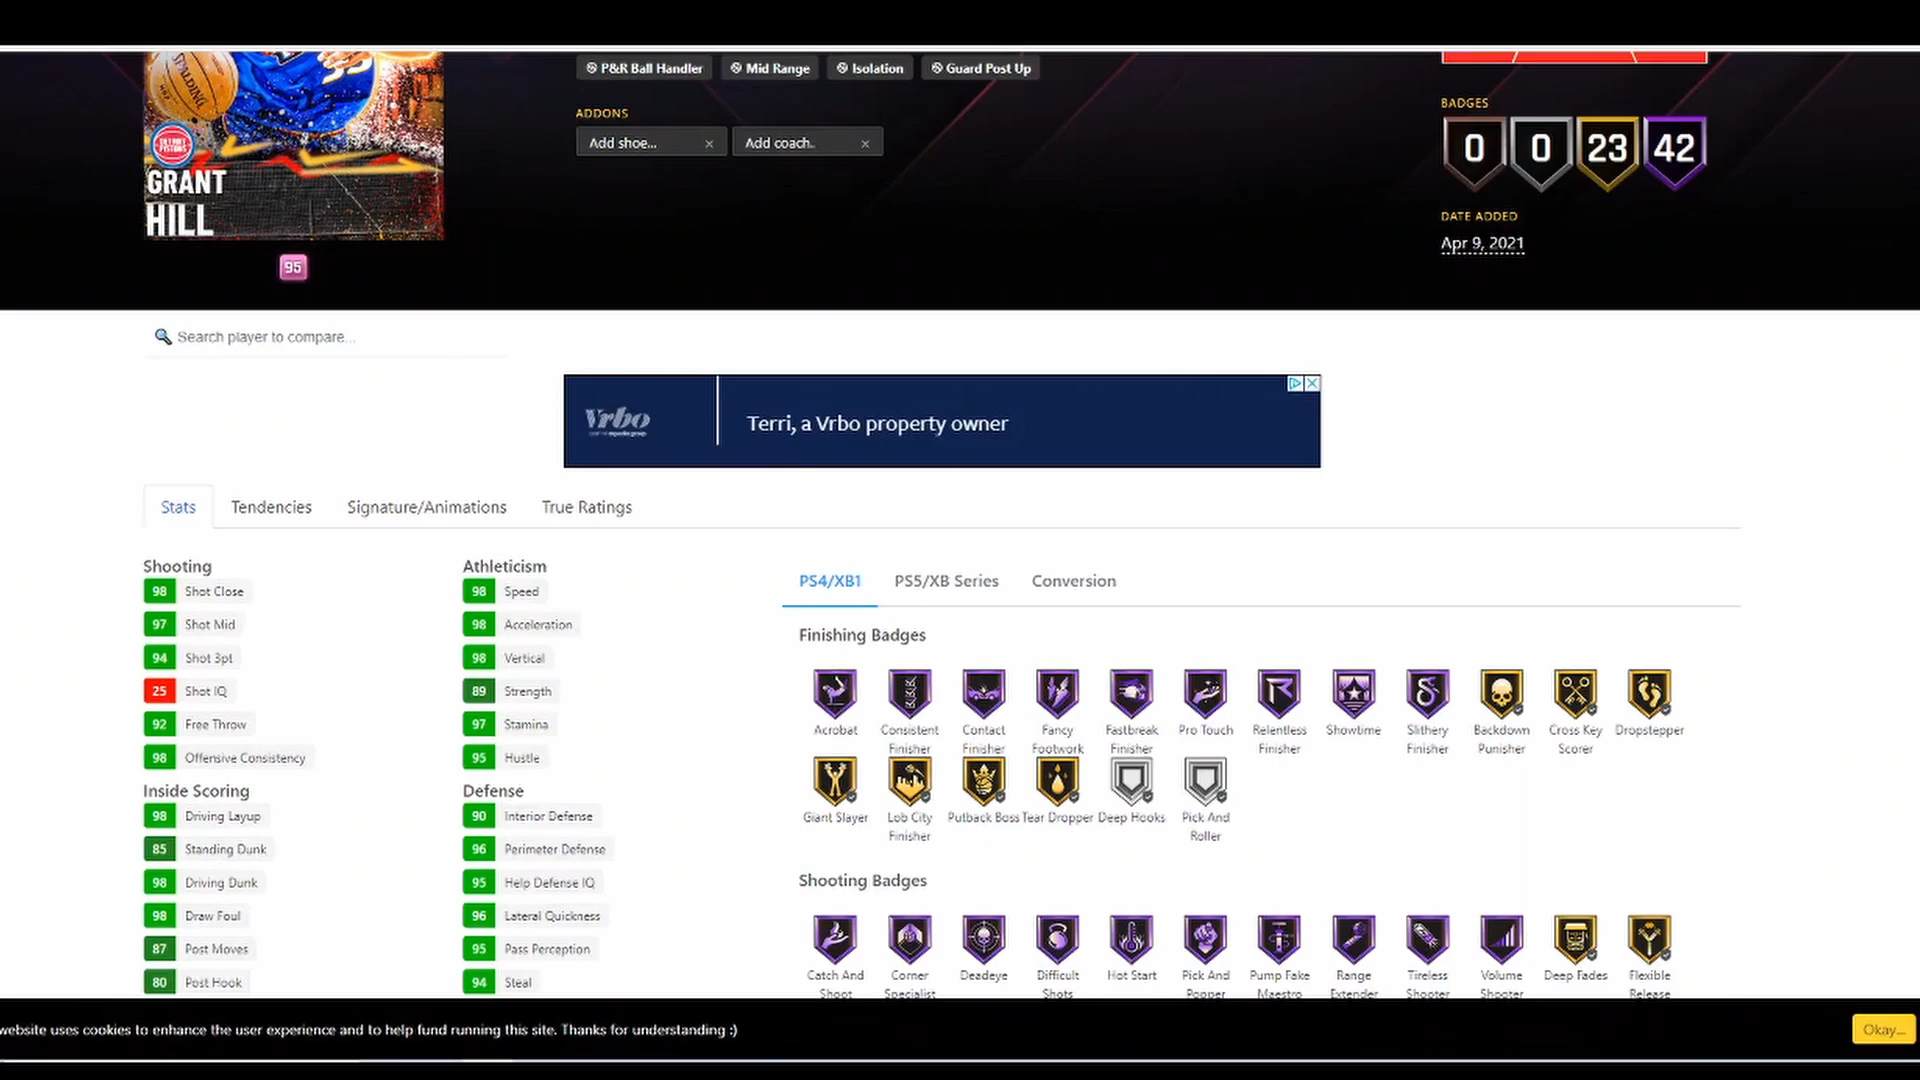 P&R Ball Handler
Mid Range
Isolation
Guard Post Up
ADDONS
Add shoe...
×
Add coach..
×
SPALDING
33
DETROIT
PISTONS
GRANT
HILL
95
BADGES
0
0
23
42
DATE ADDED
Apr 9, 2021
Search player to compare...
Vrbo
Terri, a Vrbo property owner
Stats
Tendencies
Signature/Animations
True Ratings
Shooting
98 Shot Close
97 Shot Mid
94 Shot 3pt
25 Shot IQ
92 Free Throw
98 Offensive Consistency
Inside Scoring
98 Driving Layup
85 Standing Dunk
98 Driving Dunk
98 Draw Foul
87 Post Moves
80 Post Hook
Athleticism
98 Speed
98 Acceleration
98 Vertical
89 Strength
97 Stamina
95 Hustle
Defense
90 Interior Defense
96 Perimeter Defense
95 Help Defense IQ
96 Lateral Quickness
95 Pass Perception
94 Steal
PS4/XB1
PS5/XB Series
Conversion
Finishing Badges
Acrobat
Consistent
Finisher
Contact
Finisher
Fancy
Footwork
Fastbreak
Finisher
Pro Touch
Relentless
Finisher
Showtime
Slithery
Finisher
Backdown
Punisher
Cross Key
Scorer
Dropstepper
Giant Slayer
Lob City
Finisher
Putback Boss
Tear Dropper
Deep Hooks
Pick And
Roller
Shooting Badges
Catch And
Shoot
Corner
Specialist
Deadeye
Difficult
Shots
Hot Start
Pick And
Popper
Pump Fake
Maestro
Range
Extender
Tireless
Shooter
Volume
Shooter
Deep Fades
Flexible
Release
website uses cookies to enhance the user experience and to help fund running this site. Thanks for understanding :)
Okay...